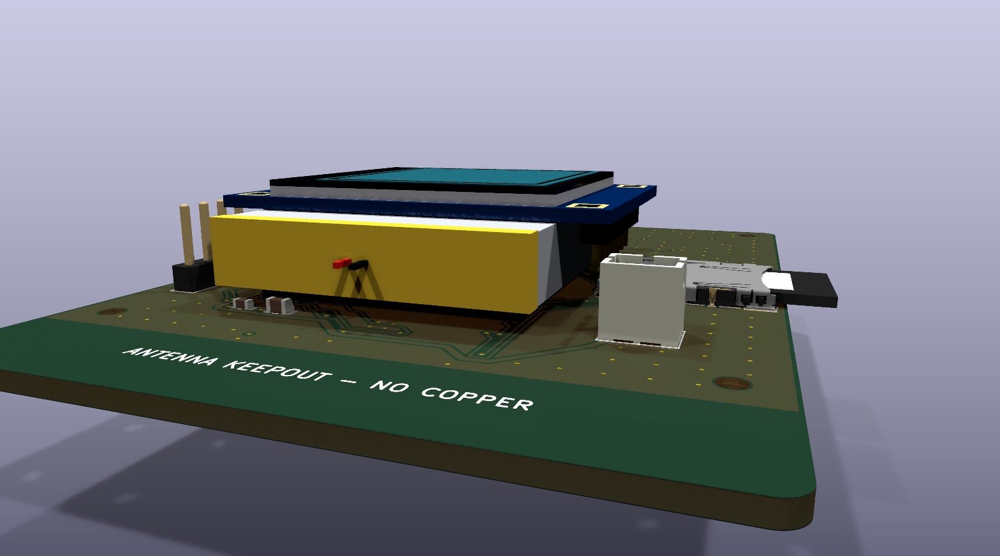 ANTENNA KEEPOUT — NO COPPER